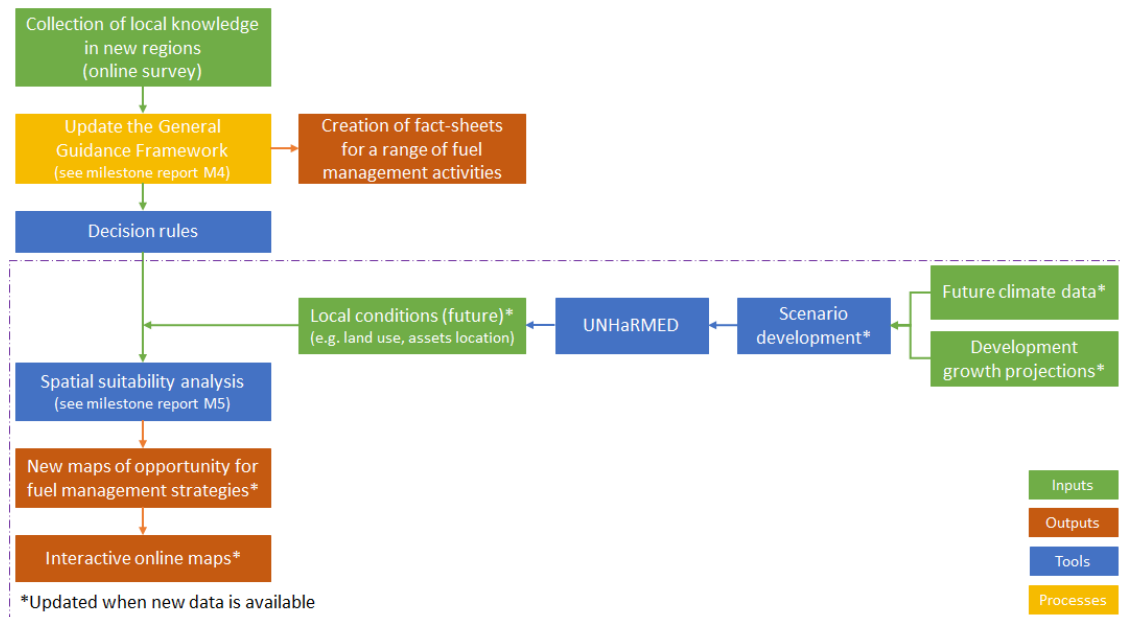 Collection of local knowledge
in new regions
(online survey)
Update the General
Guidance Framework
(see milestone report M4)
Creation of fact-sheets
for a range of fuel
management activities
Decision rules
Future climate data*
Local conditions (future)*
(e.g. land use, assets location)
UNHaRMED
Scenario
development*
Development
growth projections*
Spatial suitability analysis
(see milestone report M5)
New maps of opportunity for
fuel management strategies*
Interactive online maps*
*Updated when new data is available
Inputs
Outputs
Tools
Processes